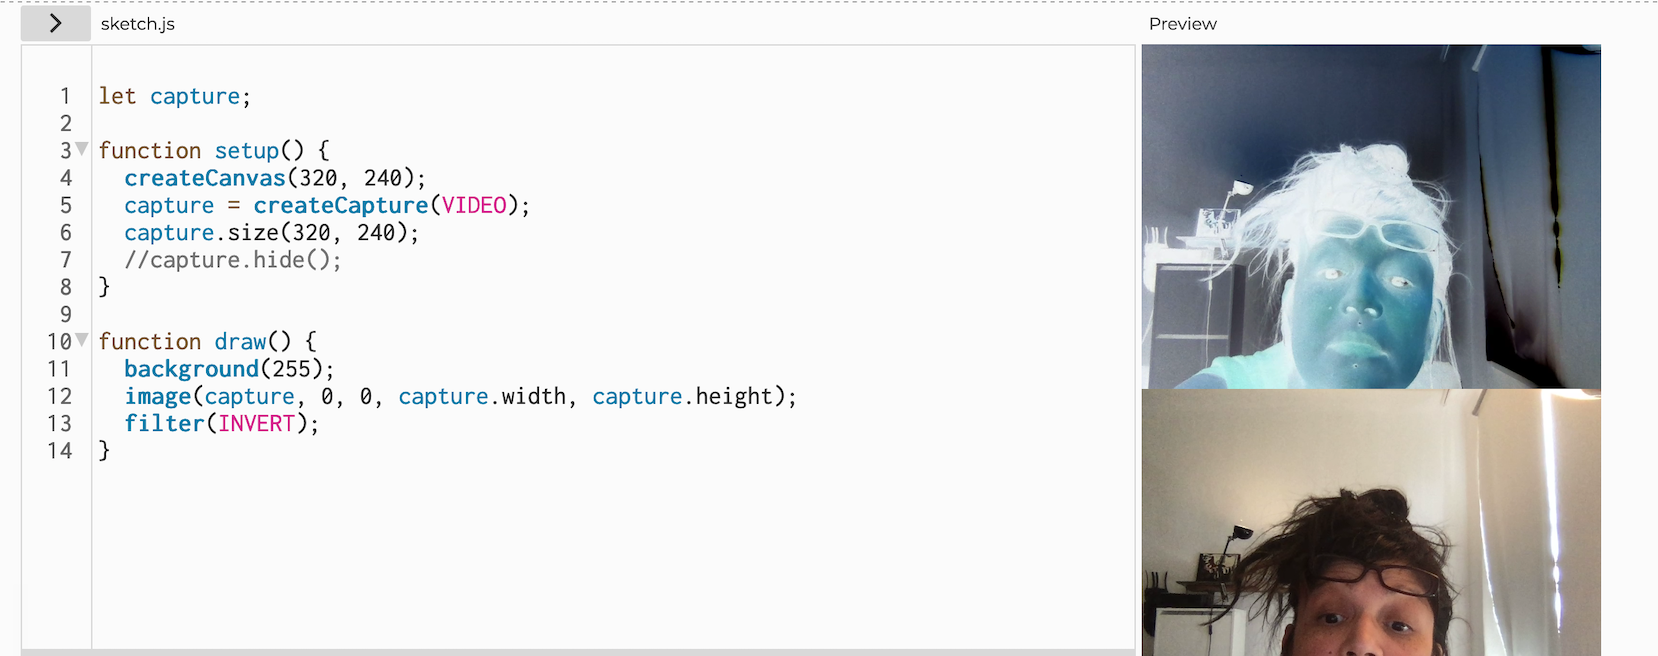 sketch.js
Preview
1 let capture;
2
3 function setup() {
4   createCanvas(320, 240);
5   capture = createCapture(VIDEO);
6   capture.size(320, 240);
7   //capture.hide();
8 }
9
10 function draw() {
11   background(255);
12   image(capture, 0, 0, capture.width, capture.height);
13   filter(INVERT);
14 }